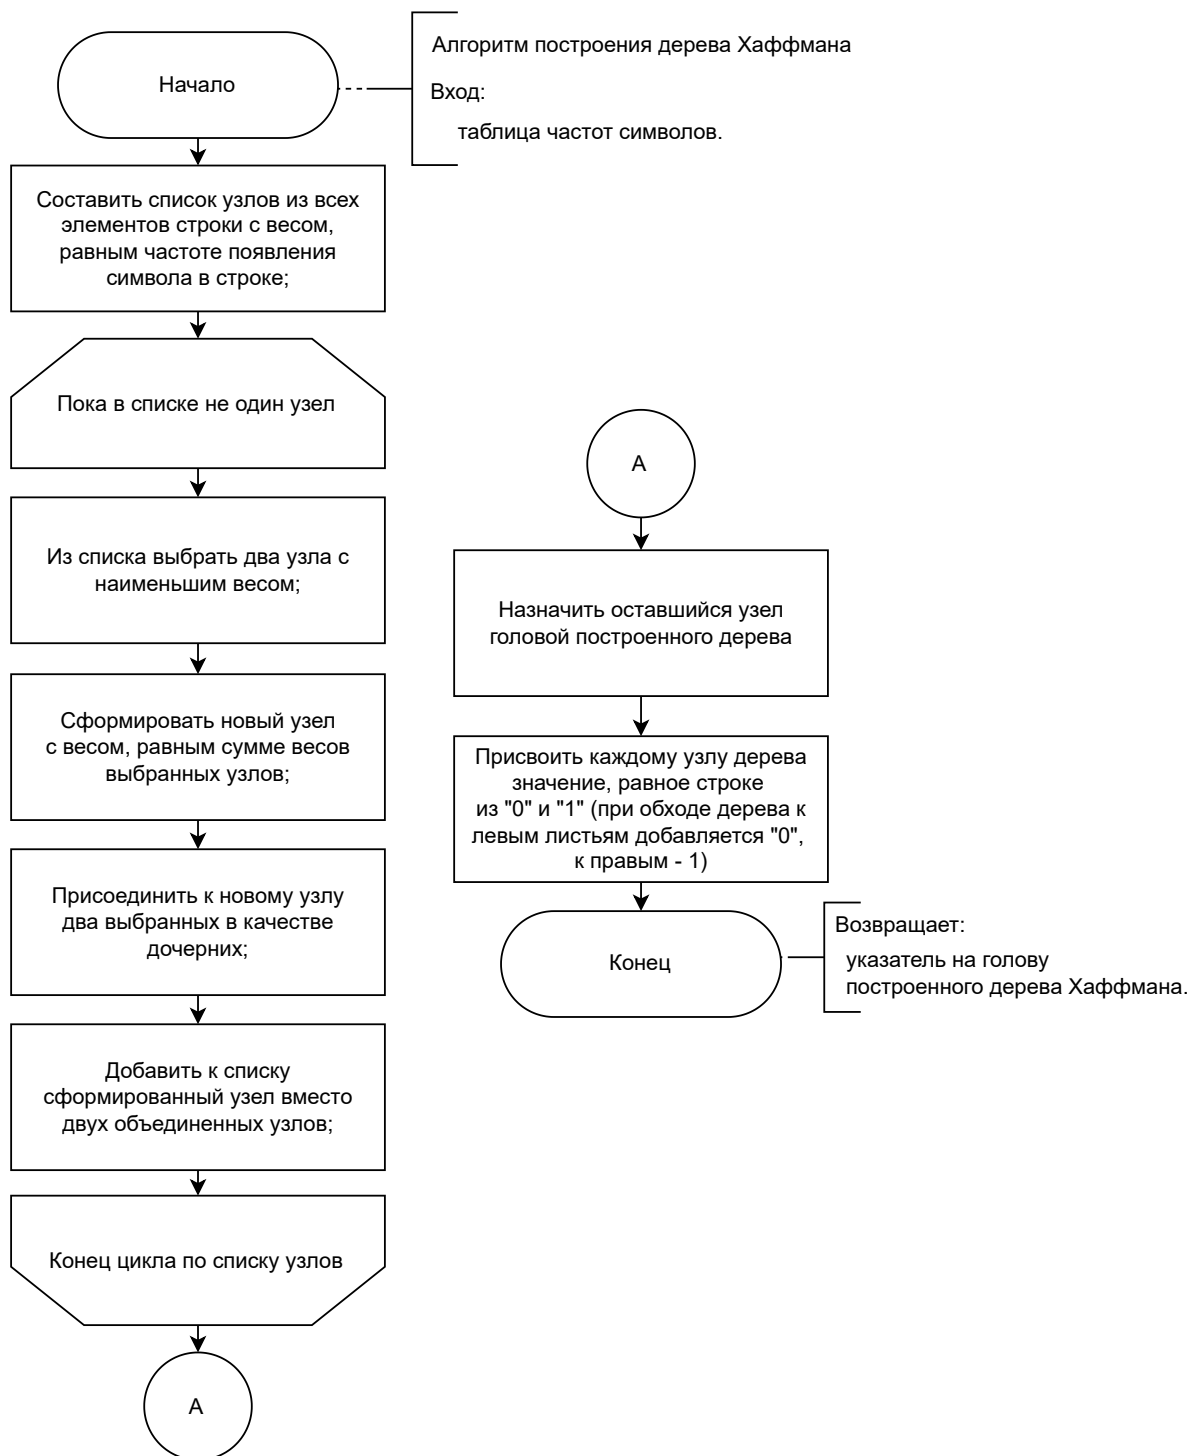 Начало
Алгоритм построения дерева Хаффмана
Вход:
таблица частот символов.
Составить список узлов из всех
элементов строки с весом,
равным частоте появления
символа в строке;
Пока в списке не один узел
Из списка выбрать два узла с
наименьшим весом;
Сформировать новый узел
с весом, равным сумме весов
выбранных узлов;
Присоединить к новому узлу
два выбранных в качестве
дочерних;
Добавить к списку
сформированный узел вместо
двух объединенных узлов;
Конец цикла по списку узлов
А
А
Назначить оставшийся узел
головой построенного дерева
Присвоить каждому узлу дерева
значение, равное строке
из "0" и "1" (при обходе дерева к
левым листьям добавляется "0",
к правым - 1)
Конец
Возвращает:
указатель на голову
построенного дерева Хаффмана.